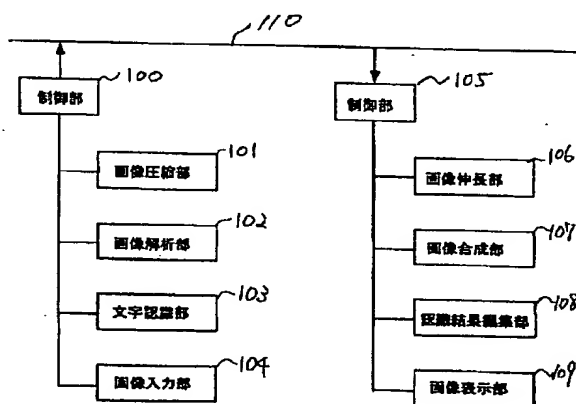 110
100
制御部
101
画像圧縮部
102
画像解析部
103
文字認識部
104
画像入力部
105
制御部
106
画像伸長部
107
画像合成部
108
認識結果編集部
109
画像表示部